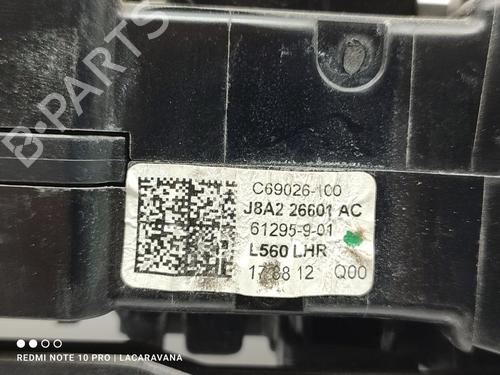 B-PARTS
C69026-100
J8A2 26601 AC
61295-9-01
L560 LHR
17.08 12 Q00
REDMI NOTE 10 PRO | LACARAVANA